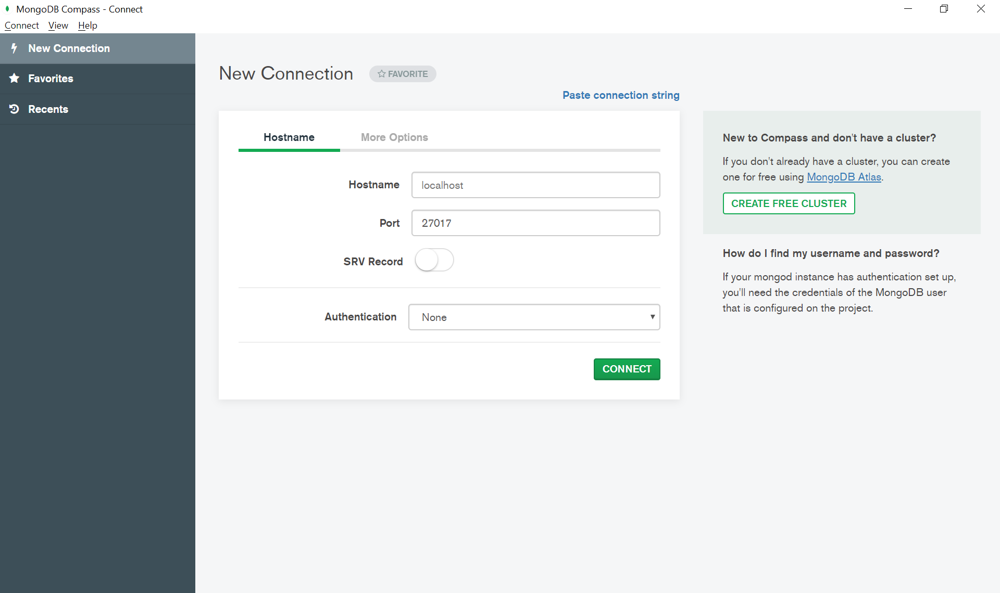 MongoDB Compass - Connect
Connect View Help
New Connection
Favorites
Recents
New Connection
FAVORITE
Paste connection string
Hostname More Options
Hostname localhost
Port 27017
SRV Record
Authentication None
CONNECT
New to Compass and don't have a cluster?
If you don't already have a cluster, you can create
one for free using MongoDB Atlas.
CREATE FREE CLUSTER
How do I find my username and password?
If your mongod instance has authentication set up,
you'll need the credentials of the MongoDB user
that is configured on the project.